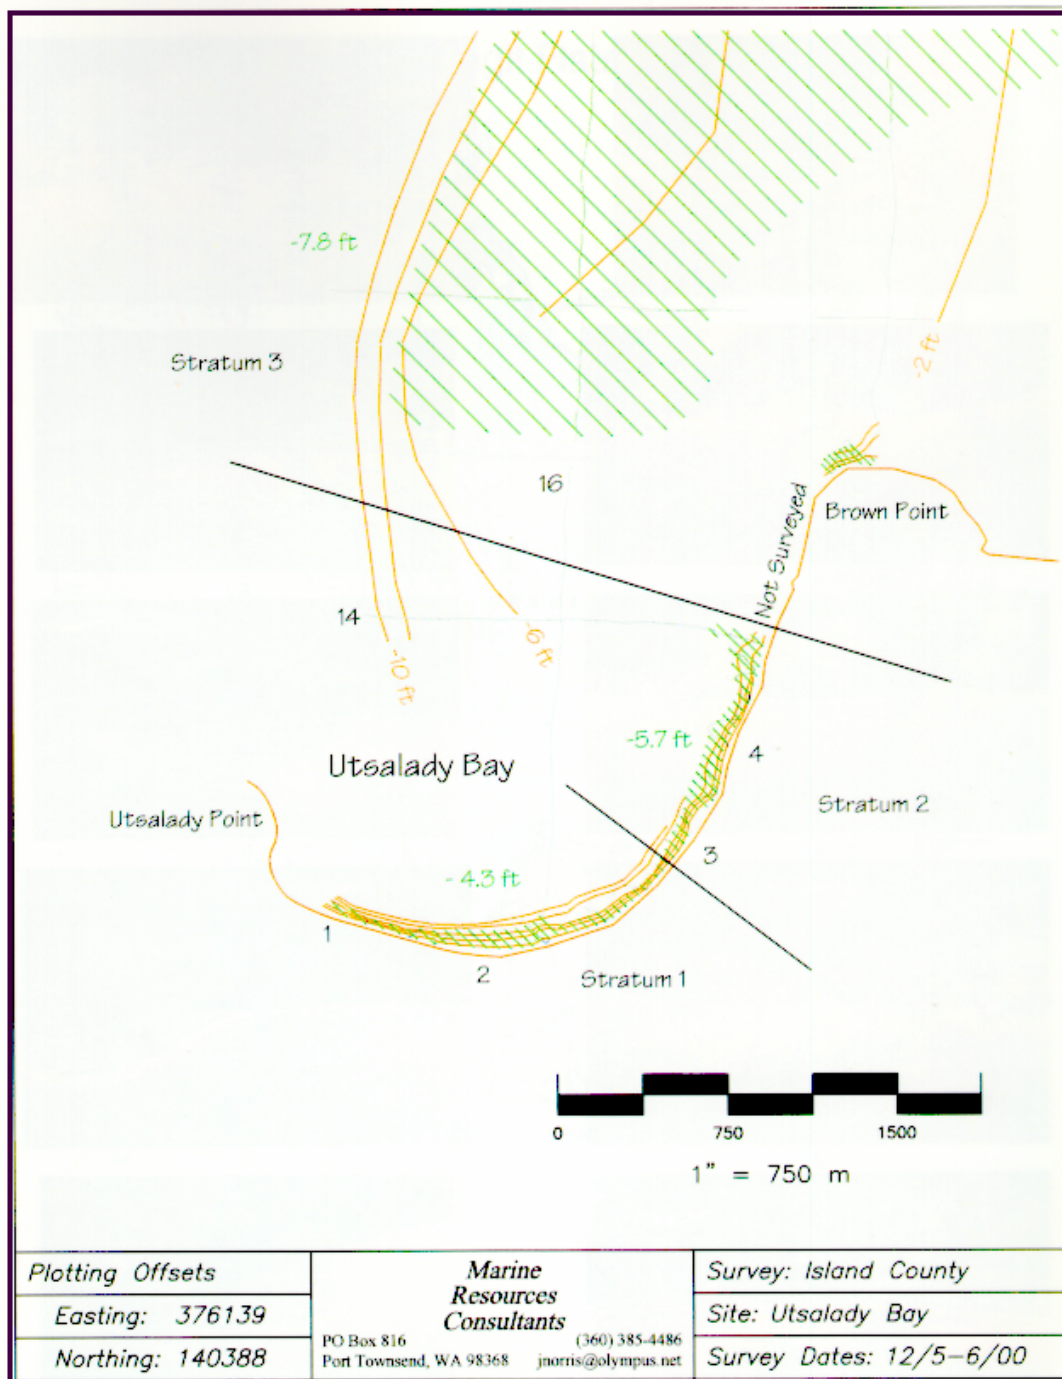 -7.8 ft
Stratum 3
-2 ft
16
Not Surveyed
Brown Point
14
-6 ft
-10 ft
-5.7 ft
4
Utsalady Bay
Stratum 2
Utsalady Point
3
- 4.3 ft
1
2
Stratum 1
0 750 1500
1" = 750 m
Plotting Offsets
Easting: 376139
Northing: 140388
Marine
Resources
Consultants
PO Box 816 (360) 385-4486
Port Townsend, WA 98368 jnorris@olympus.net
Survey: Island County
Site: Utsalady Bay
Survey Dates: 12/5-6/00